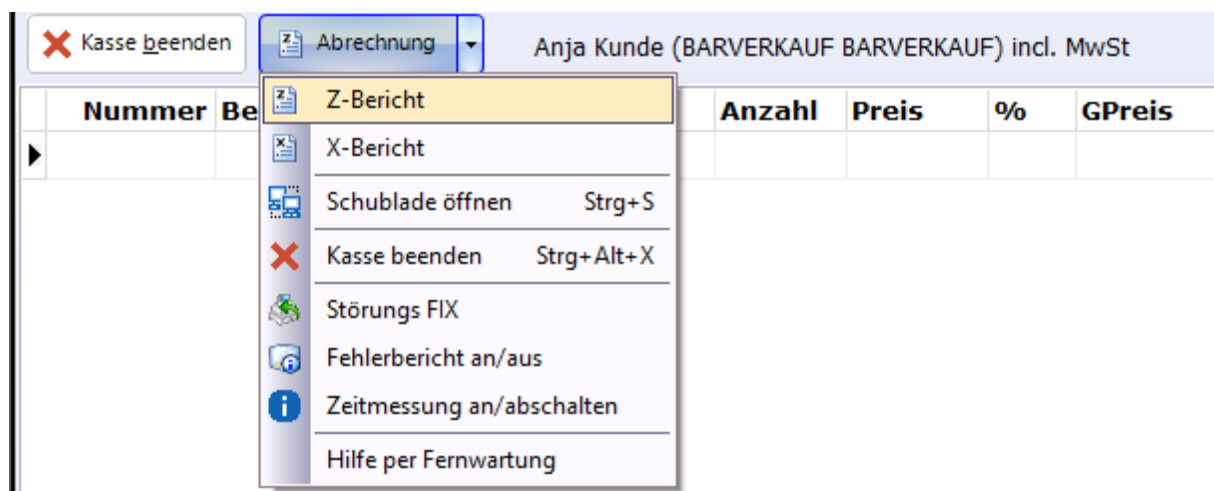 Kasse beenden Abrechnung Anja Kunde (BARVERKAUF BARVERKAUF) incl. MwSt
Nummer Be Anzahl Preis % GPreis
Z-Bericht
X-Bericht
Schublade öffnen Strg+S
Kasse beenden Strg+Alt+X
Störungs FIX
Fehlerbericht an/aus
Zeitmessung an/abschalten
Hilfe per Fernwartung